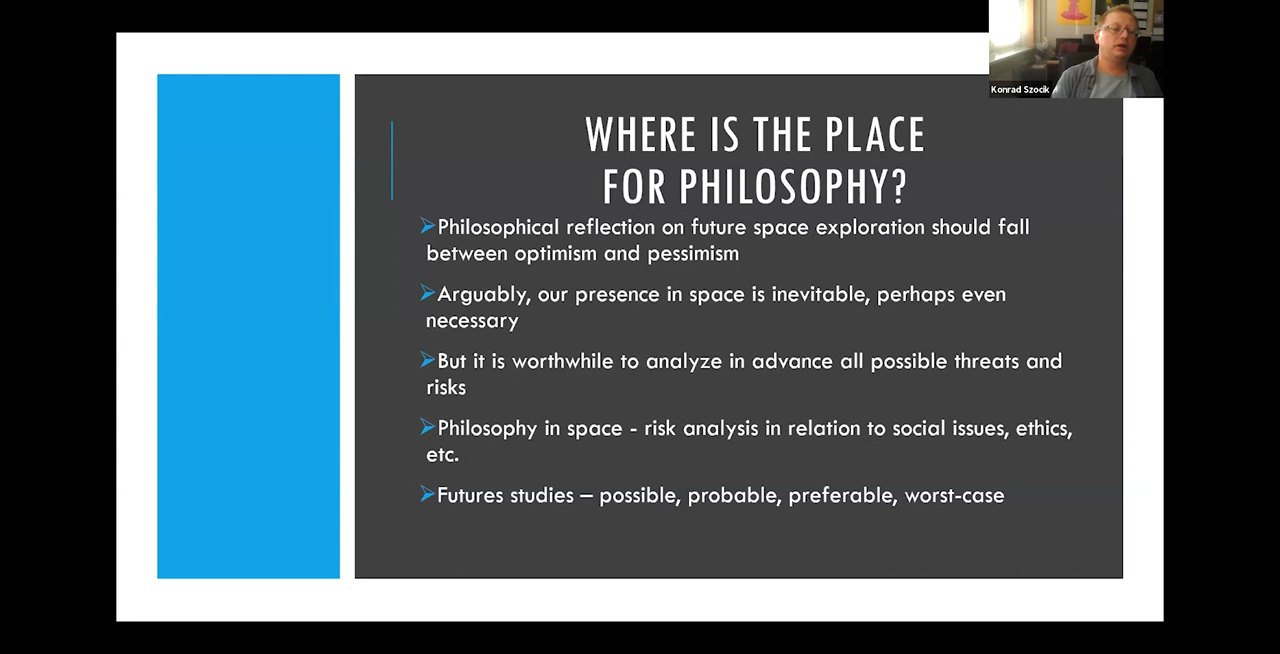 Konrad Szocik
WHERE IS THE PLACE
FOR PHILOSOPHY?
➢Philosophical reflection on future space exploration should fall
between optimism and pessimism
➢Arguably, our presence in space is inevitable, perhaps even
necessary
➢But it is worthwhile to analyze in advance all possible threats and
risks
➢Philosophy in space - risk analysis in relation to social issues, ethics,
etc.
➢Futures studies – possible, probable, preferable, worst-case